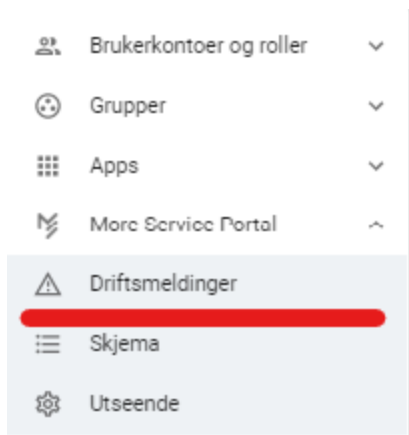 Brukerkontoer og roller
Grupper
Apps
More Service Portal
Driftsmeldinger
Skjema
Utseende